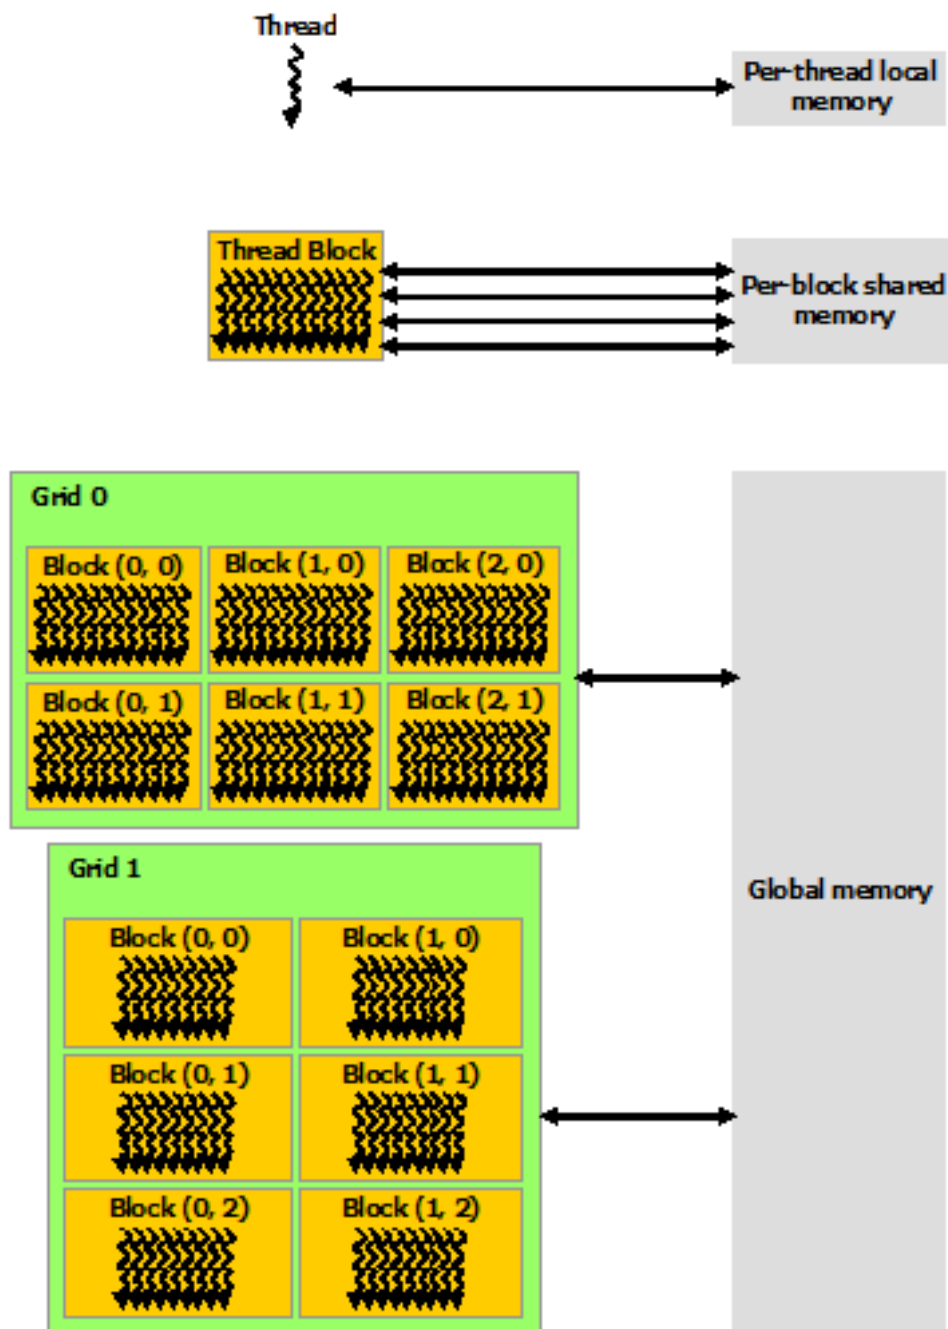 Thread
Per-thread local
memory
Thread Block
Per-block shared
memory
Grid 0
Block (0, 0)
Block (1, 0)
Block (2, 0)
Block (0, 1)
Block (1, 1)
Block (2, 1)
Grid 1
Global memory
Block (0, 0)
Block (1, 0)
Block (0, 1)
Block (1, 1)
Block (0, 2)
Block (1, 2)